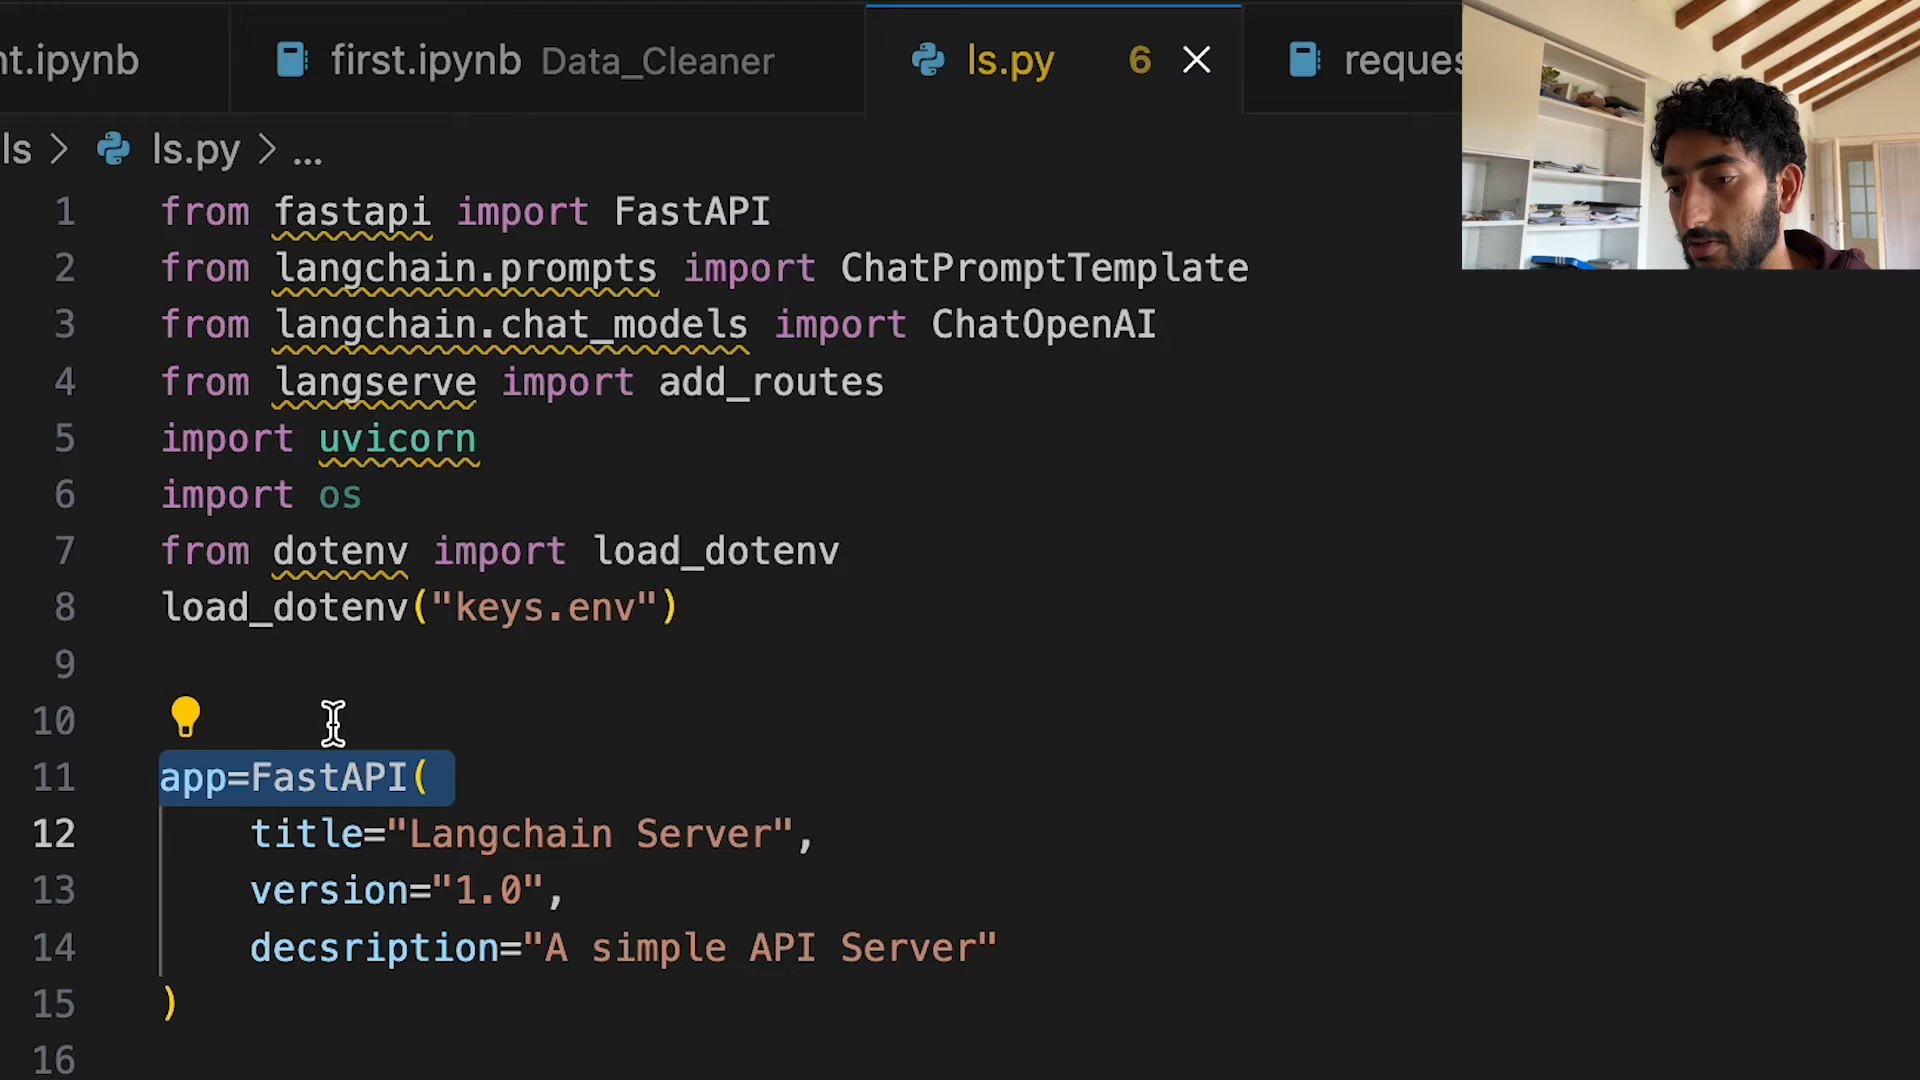 nt.ipynb
first.ipynb Data_Cleaner
ls.py 6
reques
ls > ls.py > ...
1 from fastapi import FastAPI
2 from langchain.prompts import ChatPromptTemplate
3 from langchain.chat_models import ChatOpenAI
4 from langserve import add_routes
5 import uvicorn
6 import os
7 from dotenv import load_dotenv
8 load_dotenv("keys.env")
9
10
11 app=FastAPI(
12 title="Langchain Server",
13 version="1.0",
14 decsription="A simple API Server"
15 )
16